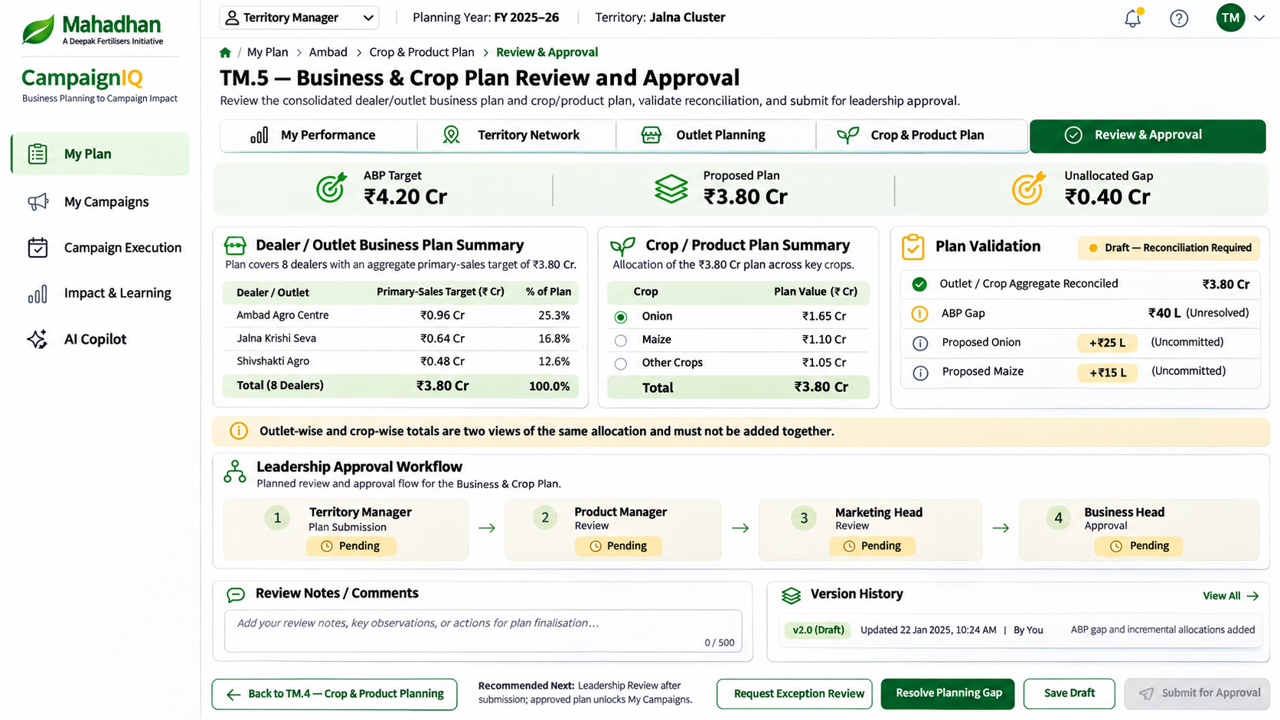 Mahadhan
A Deepak Fertilisers Initiative
CampaignIQ
Business Planning to Campaign Impact
My Plan
My Campaigns
Campaign Execution
Impact & Learning
AI Copilot
Territory Manager
Planning Year: FY 2025–26
Territory: Jalna Cluster
TM
/ My Plan > Ambad > Crop & Product Plan > Review & Approval
TM.5 — Business & Crop Plan Review and Approval
Review the consolidated dealer/outlet business plan and crop/product plan, validate reconciliation, and submit for leadership approval.
My Performance
Territory Network
Outlet Planning
Crop & Product Plan
Review & Approval
ABP Target
₹4.20 Cr
Proposed Plan
₹3.80 Cr
Unallocated Gap
₹0.40 Cr
Dealer / Outlet Business Plan Summary
Plan covers 8 dealers with an aggregate primary-sales target of ₹3.80 Cr.
Dealer / Outlet Primary-Sales Target (₹ Cr) % of Plan
Ambad Agro Centre ₹0.96 Cr 25.3%
Jalna Krishi Seva ₹0.64 Cr 16.8%
Shivshakti Agro ₹0.48 Cr 12.6%
Total (8 Dealers) ₹3.80 Cr 100.0%
Crop / Product Plan Summary
Allocation of the ₹3.80 Cr plan across key crops.
Crop Plan Value (₹ Cr)
Onion ₹1.65 Cr
Maize ₹1.10 Cr
Other Crops ₹1.05 Cr
Total ₹3.80 Cr
Plan Validation
Draft — Reconciliation Required
Outlet / Crop Aggregate Reconciled ₹3.80 Cr
ABP Gap ₹40 L (Unresolved)
Proposed Onion +₹25 L (Uncommitted)
Proposed Maize +₹15 L (Uncommitted)
Outlet-wise and crop-wise totals are two views of the same allocation and must not be added together.
Leadership Approval Workflow
Planned review and approval flow for the Business & Crop Plan.
1
Territory Manager
Plan Submission
Pending
2
Product Manager
Review
Pending
3
Marketing Head
Review
Pending
4
Business Head
Approval
Pending
Review Notes / Comments
Add your review notes, key observations, or actions for plan finalisation…
0 / 500
Version History
View All
v2.0 (Draft) Updated 22 Jan 2025, 10:24 AM | By You ABP gap and incremental allocations added
Back to TM.4 — Crop & Product Planning
Recommended Next: Leadership Review after
submission; approved plan unlocks My Campaigns.
Request Exception Review
Resolve Planning Gap
Save Draft
Submit for Approval